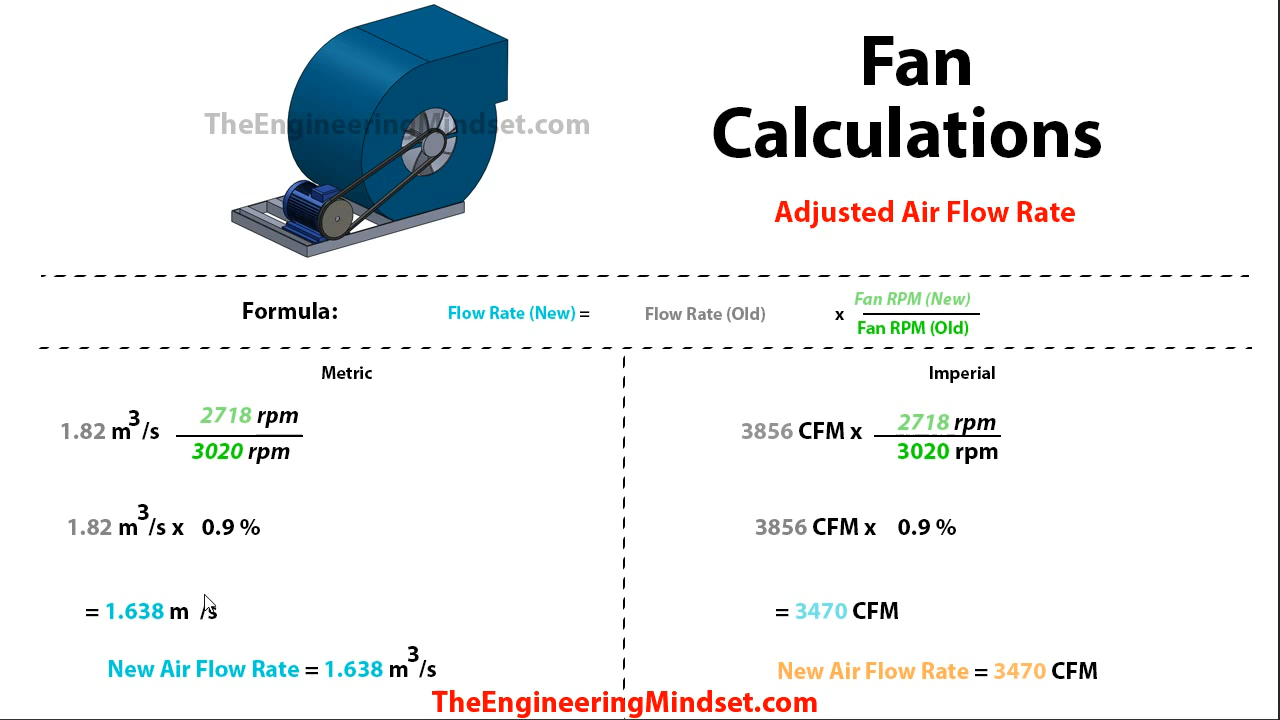 Fan
Calculations
TheEngineeringMindset.com
Adjusted Air Flow Rate
Formula: Flow Rate (New) = Flow Rate (Old) x Fan RPM (New)
Fan RPM (Old)
Metric
1.82 m³/s 2718 rpm
3020 rpm
1.82 m³/s x 0.9 %
= 1.638 m /s
New Air Flow Rate = 1.638 m³/s
Imperial
3856 CFM x 2718 rpm
3020 rpm
3856 CFM x 0.9 %
= 3470 CFM
New Air Flow Rate = 3470 CFM
TheEngineeringMindset.com